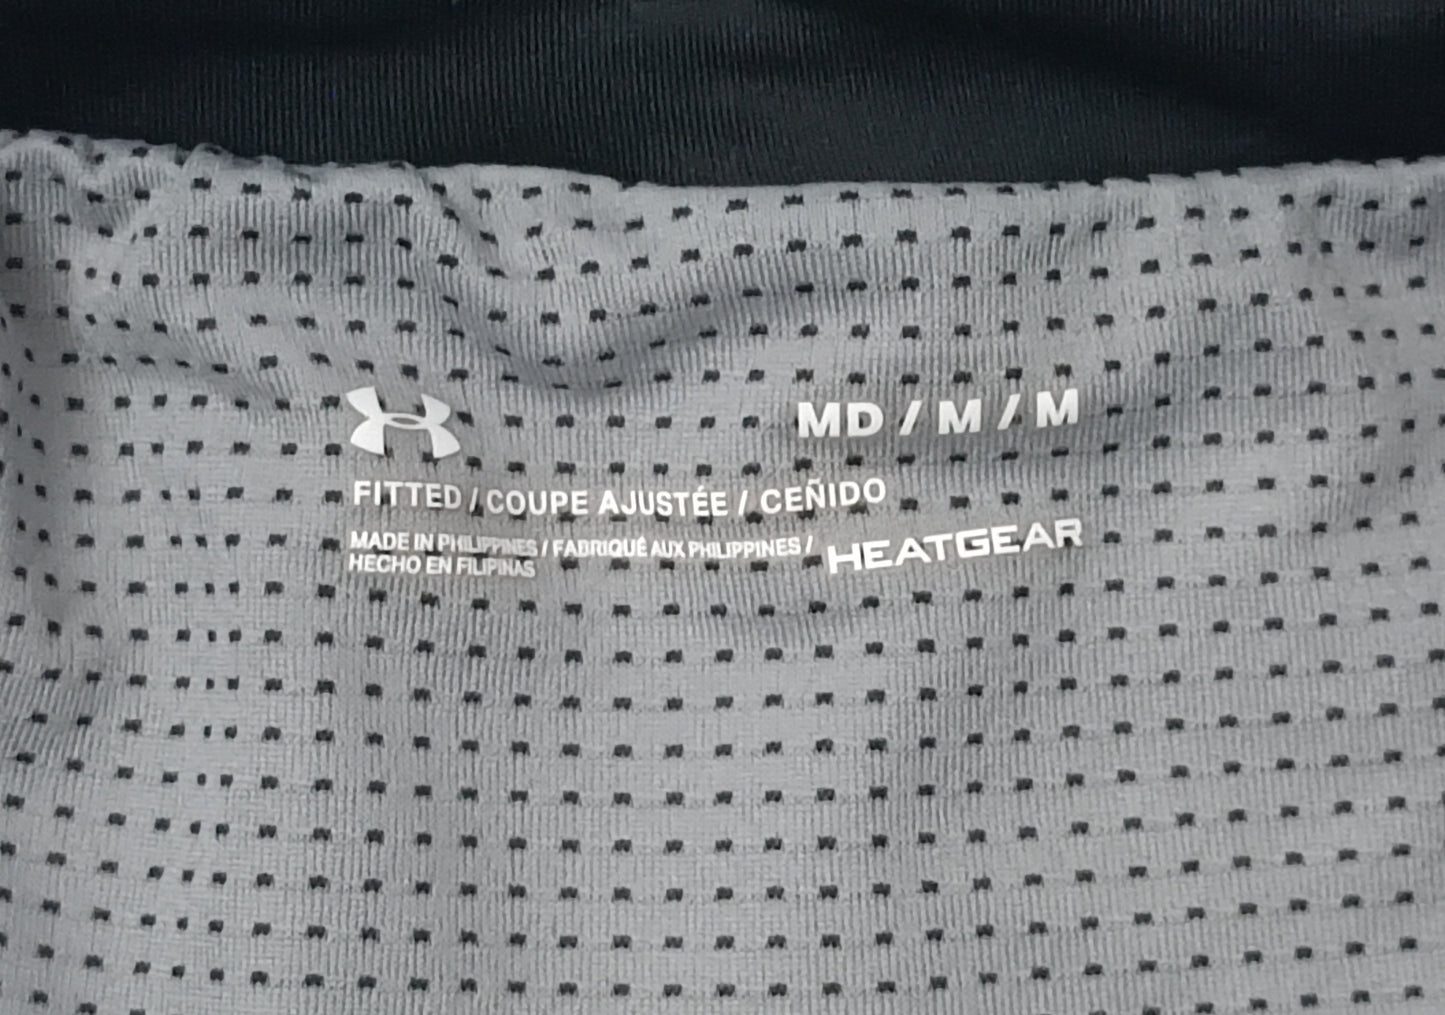 MD / M / M
FITTED / COUPE AJUSTÉE / CEÑIDO
MADE IN PHILIPPINES / FABRIQUÉ AUX PHILIPPINES /
HECHO EN FILIPINAS
HEATGEAR